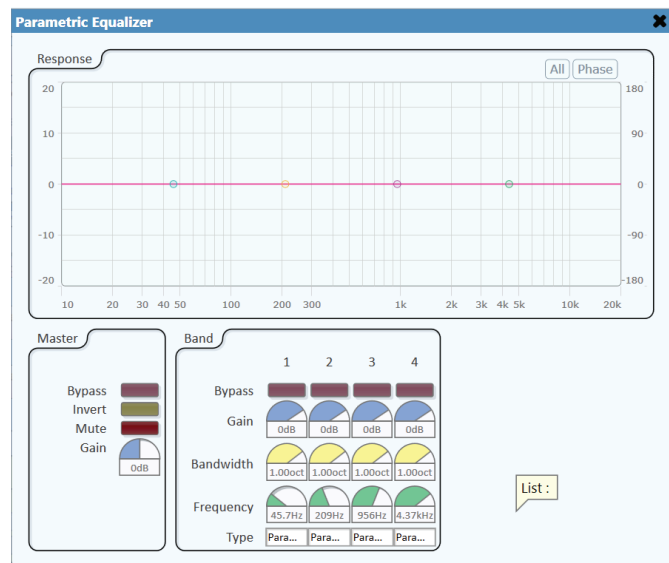 Parametric Equalizer
Response
All Phase
20 180
10 90
0 0
-10 -90
-20 -180
10 20 30 40 50 100 200 300 1k 2k 3k 4k 5k 10k 20k
Master
Bypass
Invert
Mute
Gain
0dB
Band
1 2 3 4
Bypass
Gain
0dB 0dB 0dB 0dB
Bandwidth
1.00oct 1.00oct 1.00oct 1.00oct
Frequency
45.7Hz 209Hz 956Hz 4.37kHz
Type Para... Para... Para... Para...
List :